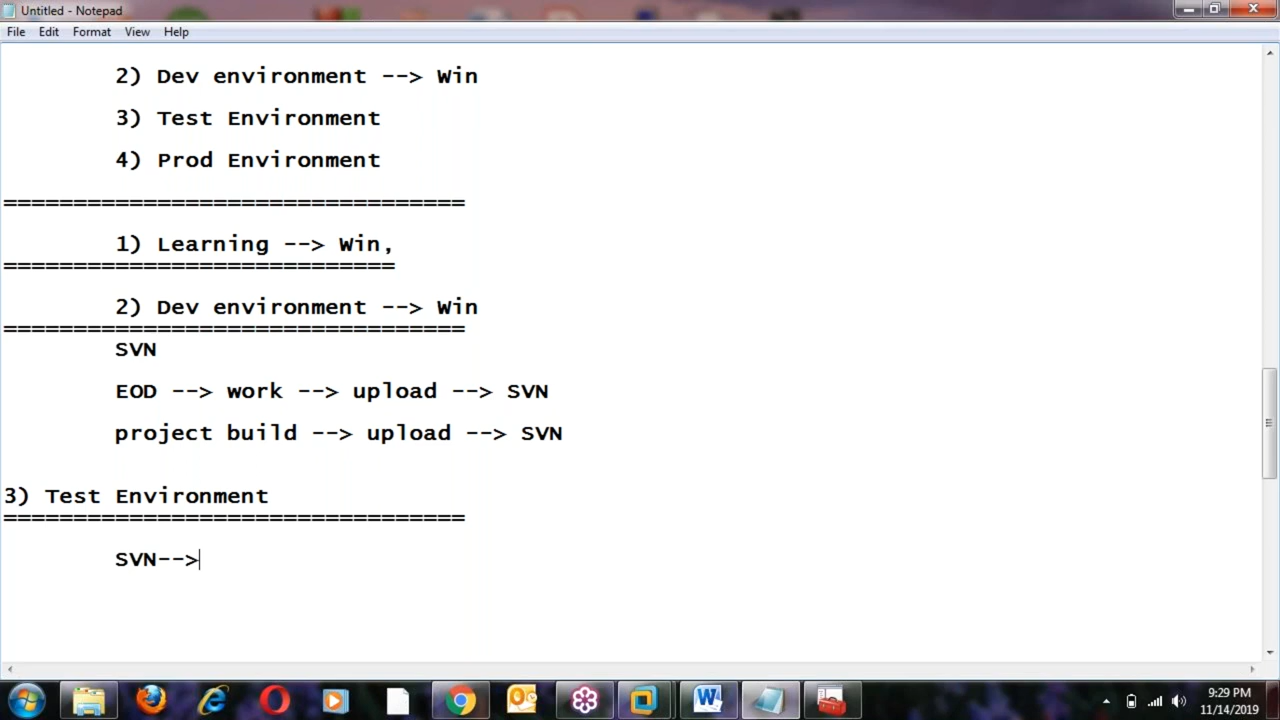 Untitled - Notepad
File Edit Format View Help
2) Dev environment --> Win
3) Test Environment
4) Prod Environment
=================================
1) Learning --> Win,
============================
2) Dev environment --> Win
=================================
SVN
EOD --> work --> upload --> SVN
project build --> upload --> SVN
3) Test Environment
=================================
SVN-->
9:29 PM
11/14/2019